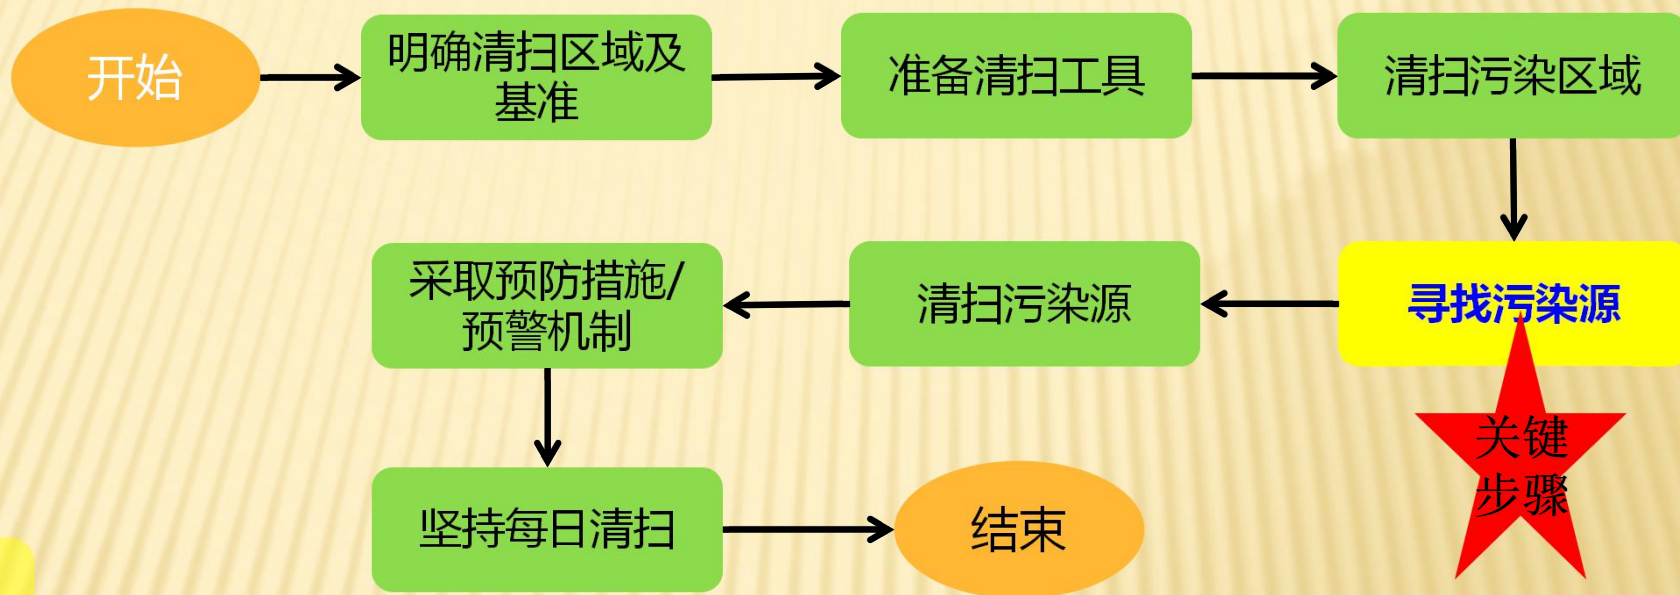 开始
明确清扫区域及
基准
准备清扫工具
清扫污染区域
寻找污染源
关键
步骤
清扫污染源
采取预防措施/
预警机制
坚持每日清扫
结束